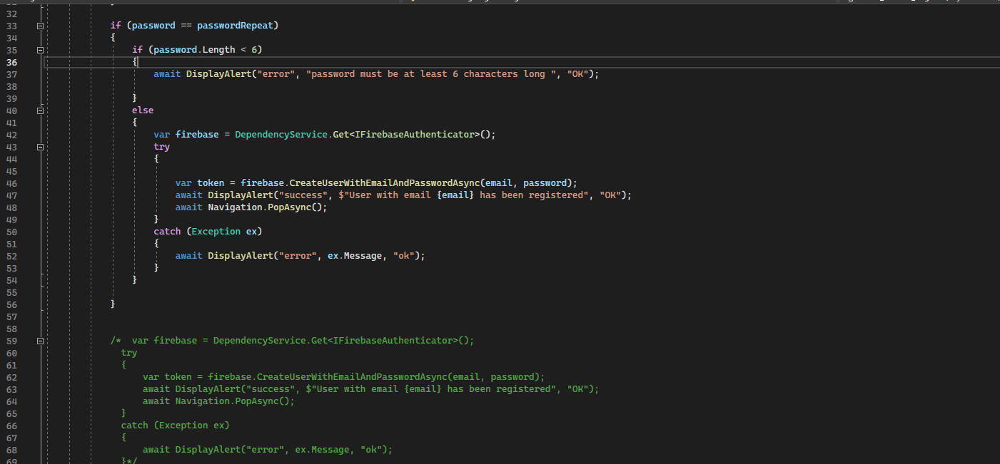 32
33 if (password == passwordRepeat)
34 {
35 if (password.Length < 6)
36 {
37 await DisplayAlert("error", "password must be at least 6 characters long ", "OK");
38
39 }
40 else
41 {
42 var firebase = DependencyService.Get<IFirebaseAuthenticator>();
43 try
44 {
45
46 var token = firebase.CreateUserWithEmailAndPasswordAsync(email, password);
47 await DisplayAlert("success", $"User with email {email} has been registered", "OK");
48 await Navigation.PopAsync();
49 }
50 catch (Exception ex)
51 {
52 await DisplayAlert("error", ex.Message, "ok");
53 }
54 }
55
56 }
57
58
59 /* var firebase = DependencyService.Get<IFirebaseAuthenticator>();
60 try
61 {
62 var token = firebase.CreateUserWithEmailAndPasswordAsync(email, password);
63 await DisplayAlert("success", $"User with email {email} has been registered", "OK");
64 await Navigation.PopAsync();
65 }
66 catch (Exception ex)
67 {
68 await DisplayAlert("error", ex.Message, "ok");
69 }*/